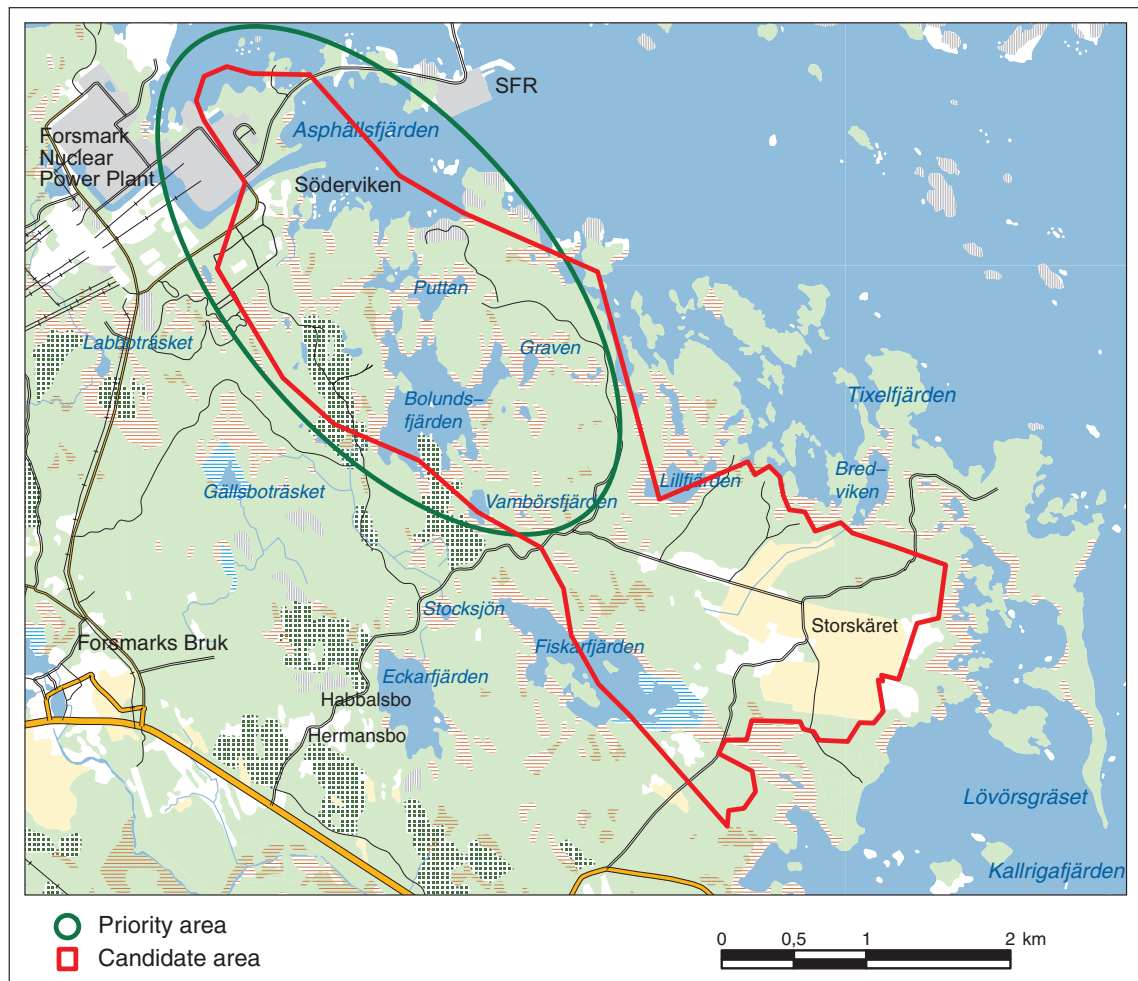 SFR
Asphällsfjärden
Forsmark
Nuclear
Power Plant
Söderviken
Puttan
Labboträsket
Graven
Bolunds–
fjärden
Tixelfjärden
Bred–
viken
Lillfjärden
Gällsboträsket
Vambörsfjärden
Stocksjön
Storskäret
Forsmarks Bruk
Fiskarfjärden
Eckarfjärden
Habbalsbo
Hermansbo
Lövörsgräset
Kallrigafjärden
Priority area
Candidate area
0 0,5 1 2 km